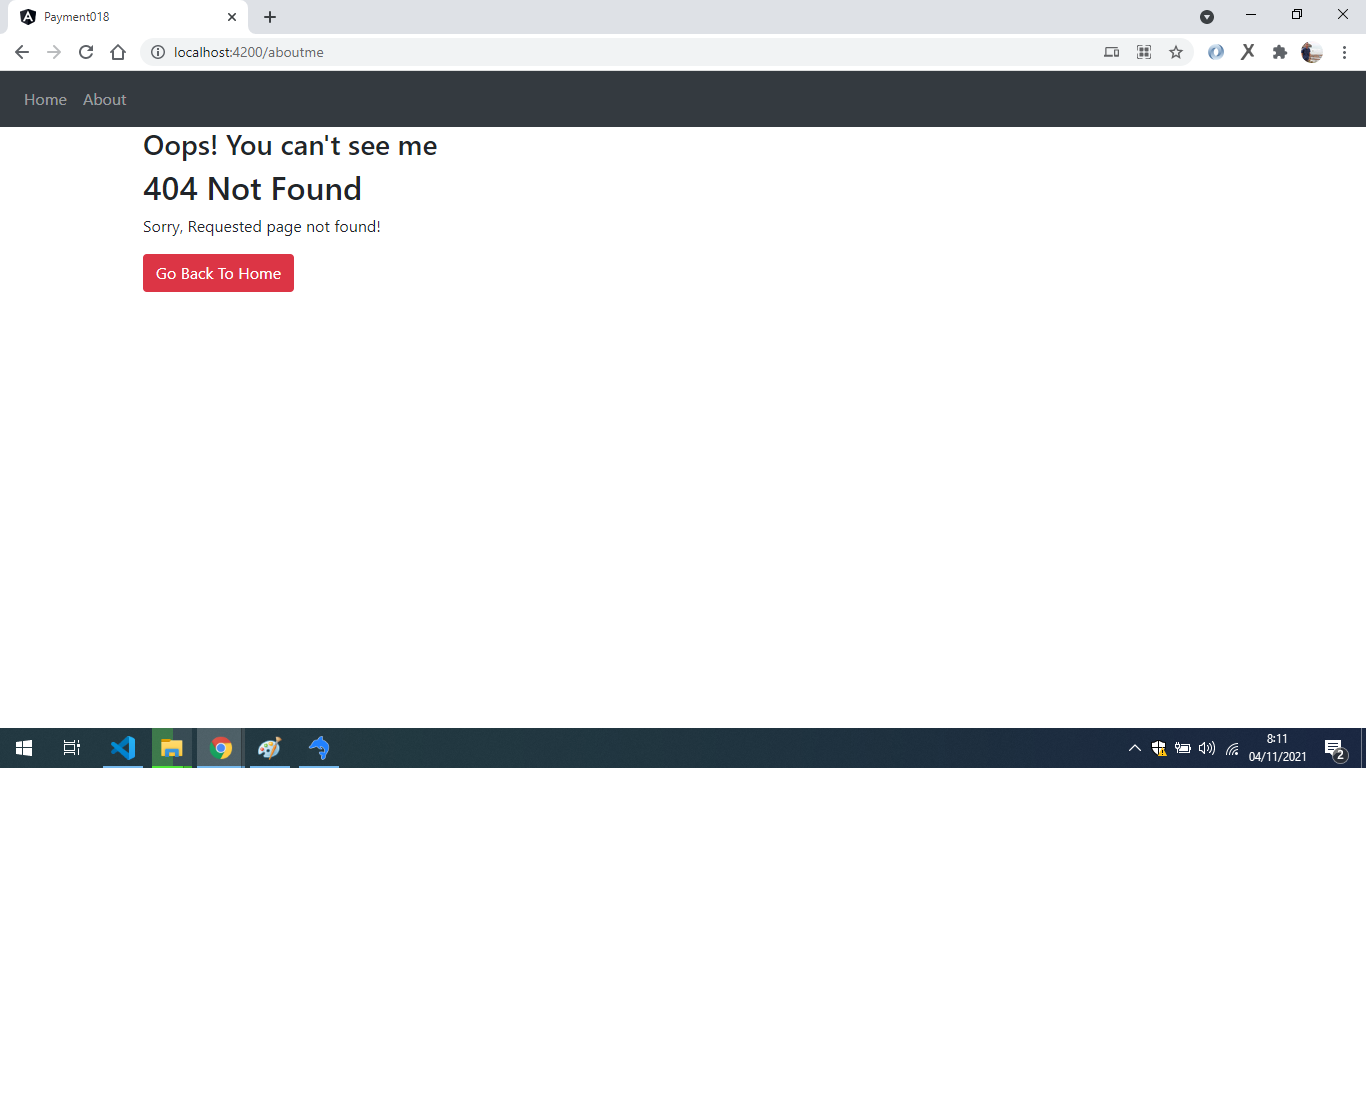 Payment018
localhost:4200/aboutme
Home About
Oops! You can't see me
404 Not Found
Sorry, Requested page not found!
Go Back To Home
8:11
04/11/2021
2